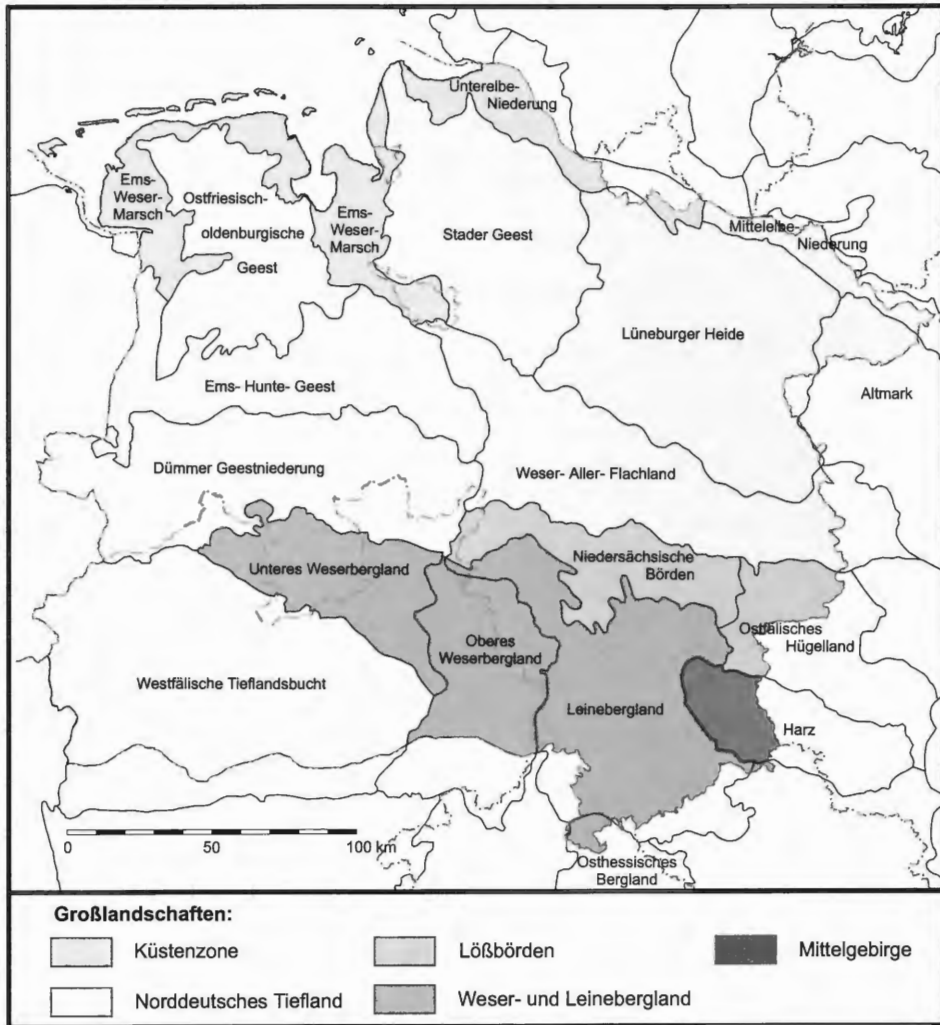 Unterelbe-
Niederung
Ems-
Weser-
Marsch
Ostfriesisch-
oldenburgische
Geest
Ems-
Weser-
Marsch
Stader Geest
Mittelelbe-
Niederung
Lüneburger Heide
Ems- Hunte- Geest
Altmark
Dümmer Geestniederung
Weser- Aller- Flachland
Unteres Weserbergland
Niedersächsische
Börden
Ostfälisches
Hügelland
Oberes
Weserbergland
Westfälische Tieflandsbucht
Leinebergland
Harz
0 50 100 km
Osthessisches
Bergland
Großlandschaften:
Küstenzone
Lößbörden
Mittelgebirge
Norddeutsches Tiefland
Weser- und Leinebergland